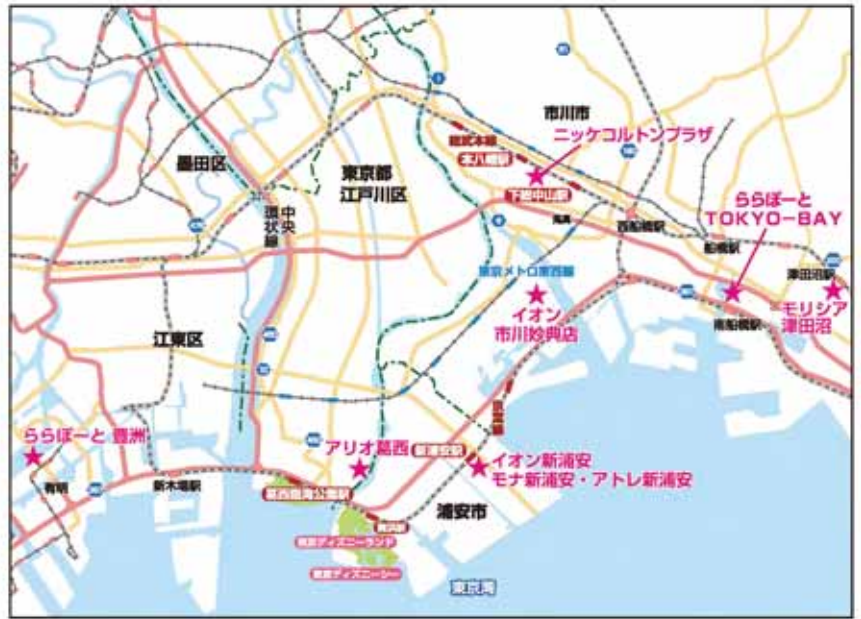 市川市
総武本線
本八幡駅
ニッケコルトンプラザ
墨田区
東京都
江戸川区
下総中山駅
ららぽーと
TOKYO-BAY
西船橋駅
船橋駅
中央
環状線
東京メトロ東西線
津田沼駅
イオン
市川妙典店
モリシア
津田沼
南船橋駅
江東区
京葉線
ららぽーと 豊洲
アリオ葛西
新浦安駅
イオン新浦安
モナ新浦安・アトレ新浦安
有明
新木場駅
葛西臨海公園駅
浦安市
舞浜駅
東京ディズニーランド
東京ディズニーシー
東京湾